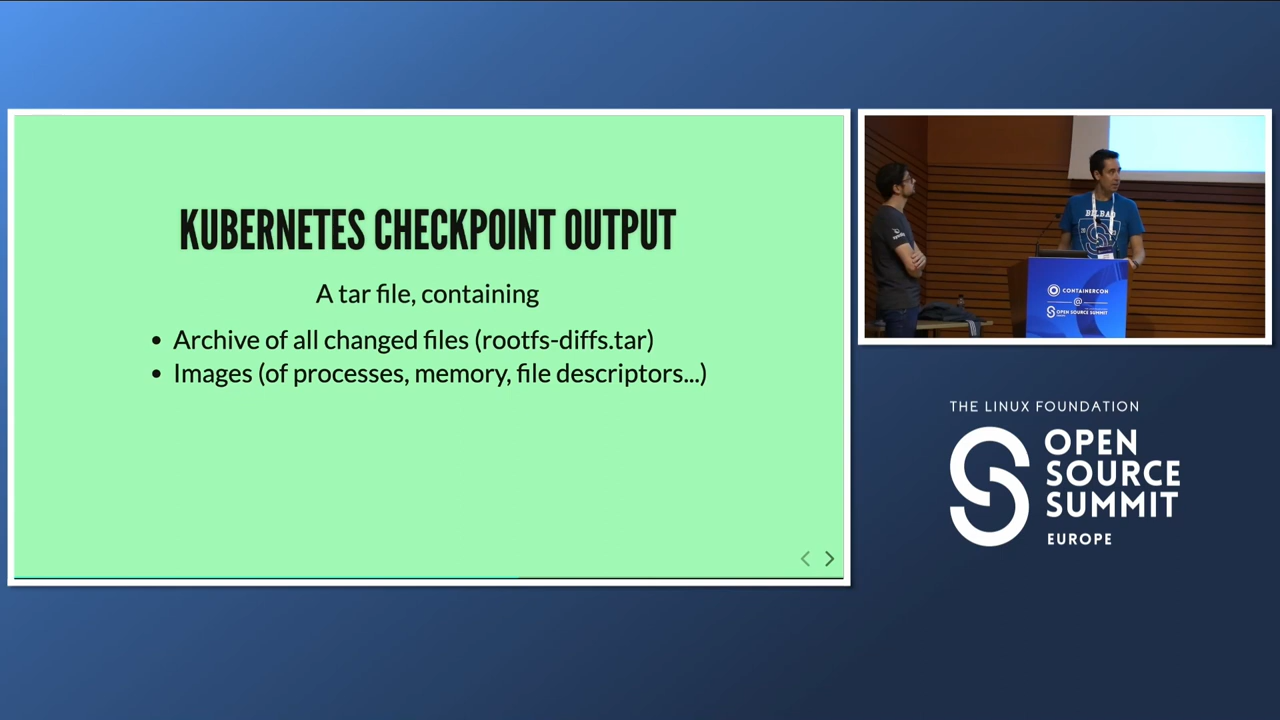 KUBERNETES CHECKPOINT OUTPUT
A tar file, containing
• Archive of all changed files (rootfs-diffs.tar)
• Images (of processes, memory, file descriptors...)
BILBAO
CONTAINERCON
@
OPEN SOURCE SUMMIT
THE LINUX FOUNDATION
OPEN
SOURCE
SUMMIT
EUROPE